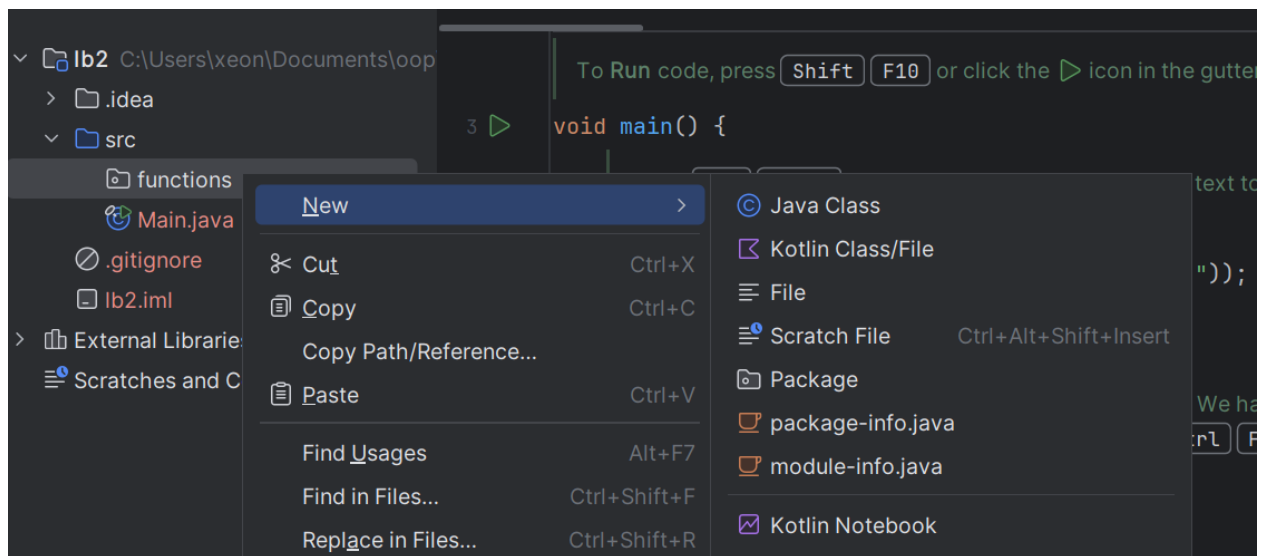 lb2 C:\Users\xeon\Documents\oop
.idea
src
functions
Main.java
.gitignore
lb2.iml
External Librarie
Scratches and C
To Run code, press Shift F10 or click the icon in the gutter
3 void main() {
text to
"));
We ha
rl F
New
Cut Ctrl+X
Copy Ctrl+C
Copy Path/Reference...
Paste Ctrl+V
Find Usages Alt+F7
Find in Files... Ctrl+Shift+F
Replace in Files... Ctrl+Shift+R
Java Class
Kotlin Class/File
File
Scratch File Ctrl+Alt+Shift+Insert
Package
package-info.java
module-info.java
Kotlin Notebook